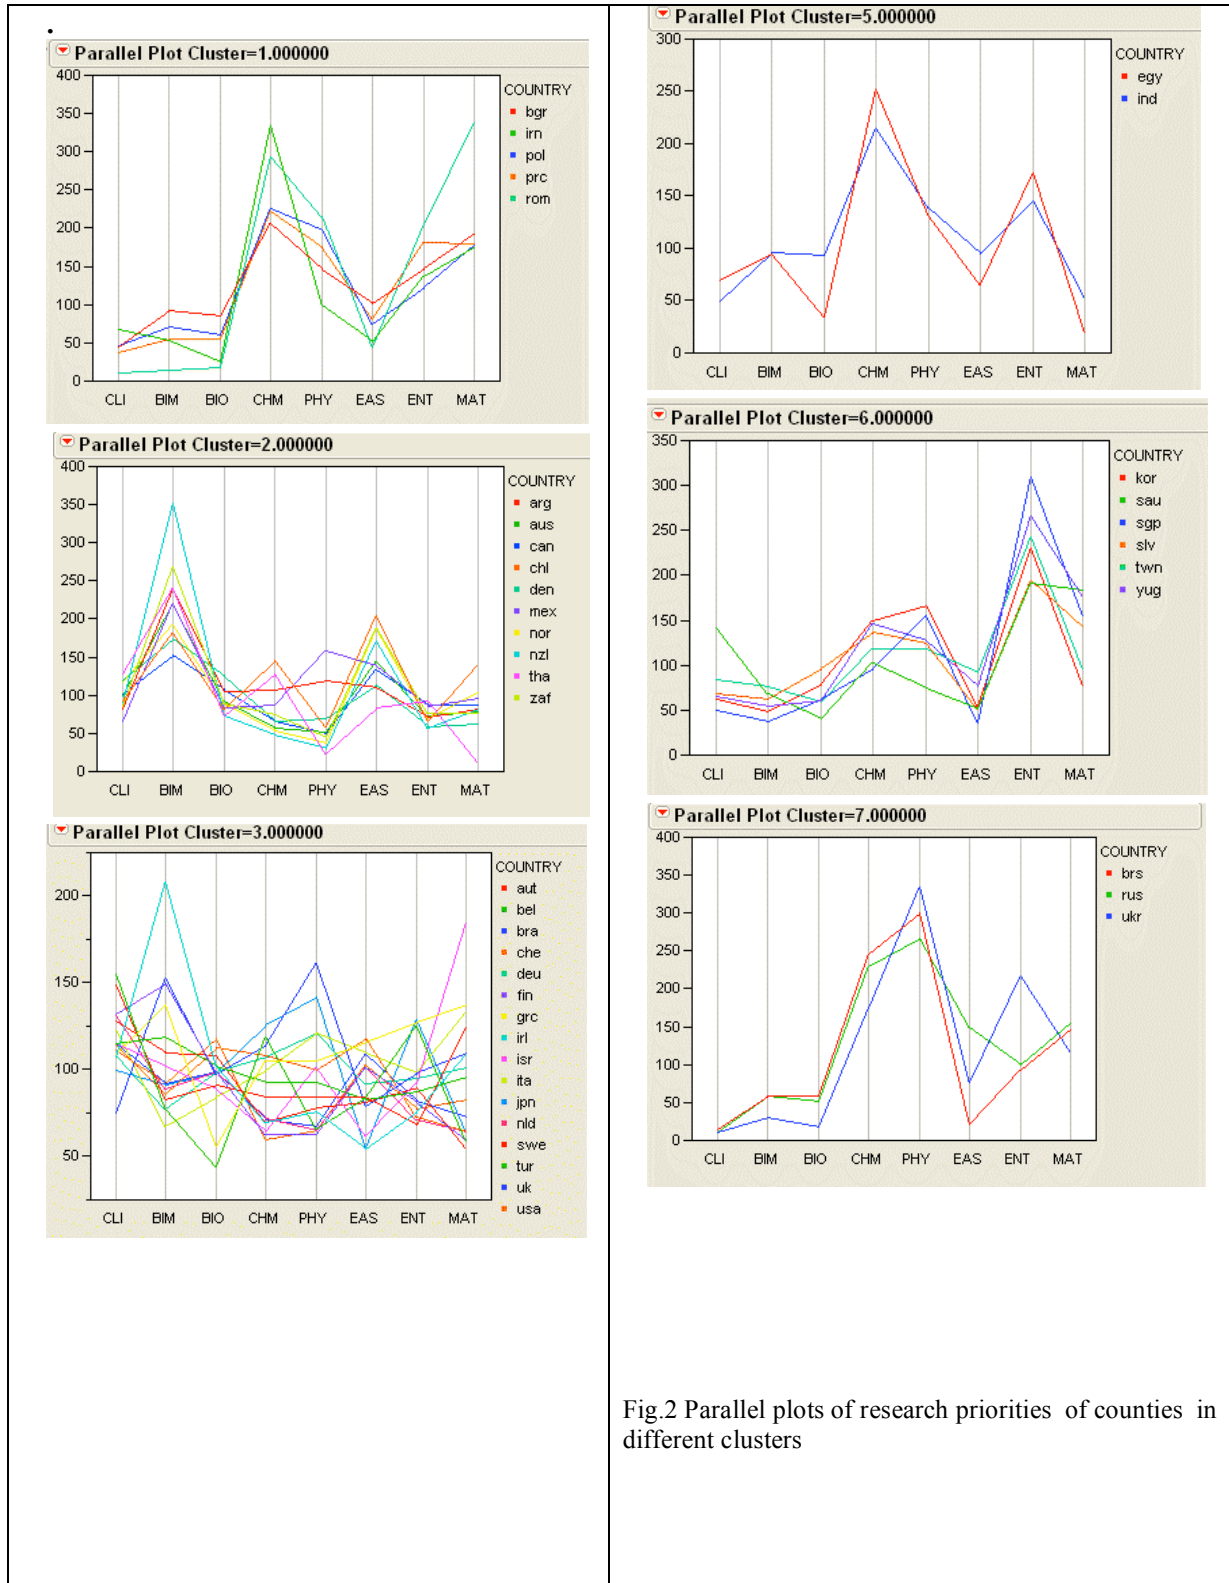 .
Parallel Plot Cluster=1.000000
400
350
300
250
200
150
100
50
0
CLI BIM BIO CHM PHY EAS ENT MAT
COUNTRY
bgr
irn
pol
prc
rom
Parallel Plot Cluster=2.000000
400
350
300
250
200
150
100
50
0
CLI BIM BIO CHM PHY EAS ENT MAT
COUNTRY
arg
aus
can
chl
den
mex
nor
nzl
tha
zaf
Parallel Plot Cluster=3.000000
200
150
100
50
CLI BIM BIO CHM PHY EAS ENT MAT
COUNTRY
aut
bel
bra
che
deu
fin
grc
irl
isr
ita
jpn
nld
swe
tur
uk
usa
Parallel Plot Cluster=5.000000
300
250
200
150
100
50
0
CLI BIM BIO CHM PHY EAS ENT MAT
COUNTRY
egy
ind
Parallel Plot Cluster=6.000000
350
300
250
200
150
100
50
0
CLI BIM BIO CHM PHY EAS ENT MAT
COUNTRY
kor
sau
sgp
slv
twn
yug
Parallel Plot Cluster=7.000000
400
350
300
250
200
150
100
50
0
CLI BIM BIO CHM PHY EAS ENT MAT
COUNTRY
brs
rus
ukr
Fig.2 Parallel plots of research priorities of counties in
different clusters